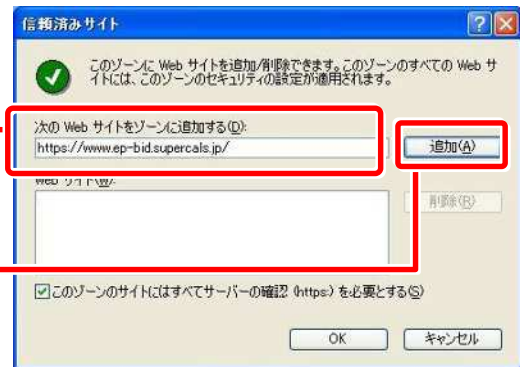 信頼済みサイト
このゾーンに Web サイトを追加/削除できます。このゾーンのすべての Web サ
イトには、このゾーンのセキュリティの設定が適用されます。
次の Web サイトをゾーンに追加する(D):
https://www.ep-bid.supercals.jp/
追加(A)
Web サイト(W):
削除(R)
このゾーンのサイトにはすべてサーバーの確認 (https:) を必要とする(S)
OK
キャンセル